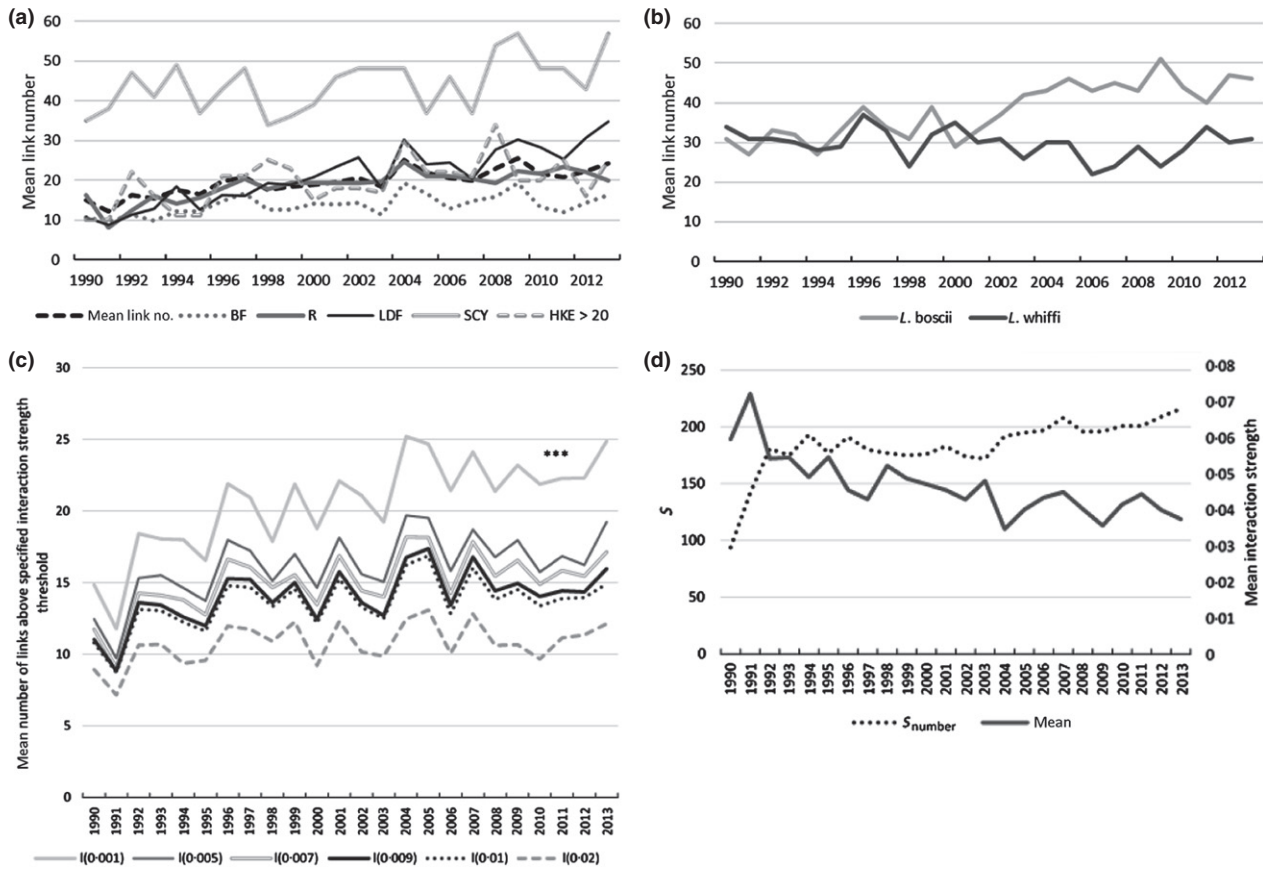 (a)
Mean link number
60
50
40
30
20
10
0
1990 1992 1994 1996 1998 2000 2002 2004 2006 2008 2010 2012
Mean link no. BF R LDF SCY HKE > 20
(b)
Mean link number
60
50
40
30
20
10
0
1990 1992 1994 1996 1998 2000 2002 2004 2006 2008 2010 2012
L. boscii L. whiffi
(c)
Mean number of links above specified interaction strength
threshold
30
25
20
15
10
5
0
***
1990 1991 1992 1993 1994 1995 1996 1997 1998 1999 2000 2001 2002 2003 2004 2005 2006 2007 2008 2009 2010 2011 2012 2013
I(0·001) I(0·005) I(0·007) I(0·009) I(0·01) I(0·02)
(d)
S
250
200
150
100
50
0
0·08
0·07
0·06
0·05
0·04
0·03
0·02
0·01
0
Mean interaction strength
1990 1991 1992 1993 1994 1995 1996 1997 1998 1999 2000 2001 2002 2003 2004 2005 2006 2007 2008 2009 2010 2011 2012 2013
Snumber Mean